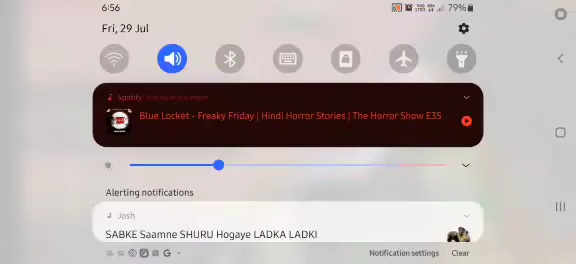 6:56
79%
Fri, 29 Jul
Spotify
Blue Locket - Freaky Friday | Hindi Horror Stories | The Horror Show E35
Alerting notifications
Josh
SABKE Saamne SHURU Hogaye LADKA LADKI
Notification settings Clear